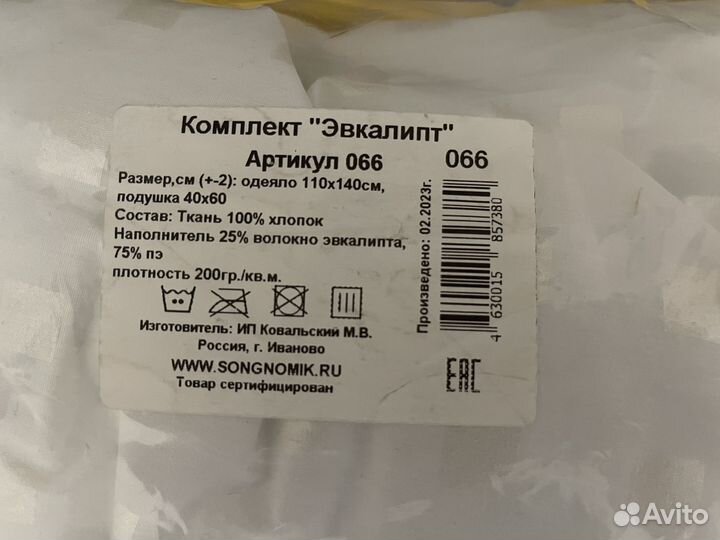 Комплект "Эвкалипт"
Артикул 066
066
Размер,см (+-2): одеяло 110х140см,
подушка 40х60
Состав: Ткань 100% хлопок
Наполнитель 25% волокно эвкалипта,
75% пэ
плотность 200гр./кв.м.
Изготовитель: ИП Ковальский М.В.
Россия, г. Иваново
WWW.SONGNOMIK.RU
Товар сертифицирован
Произведено: 02.2023г.
4 630015 857380
EAC
Avito